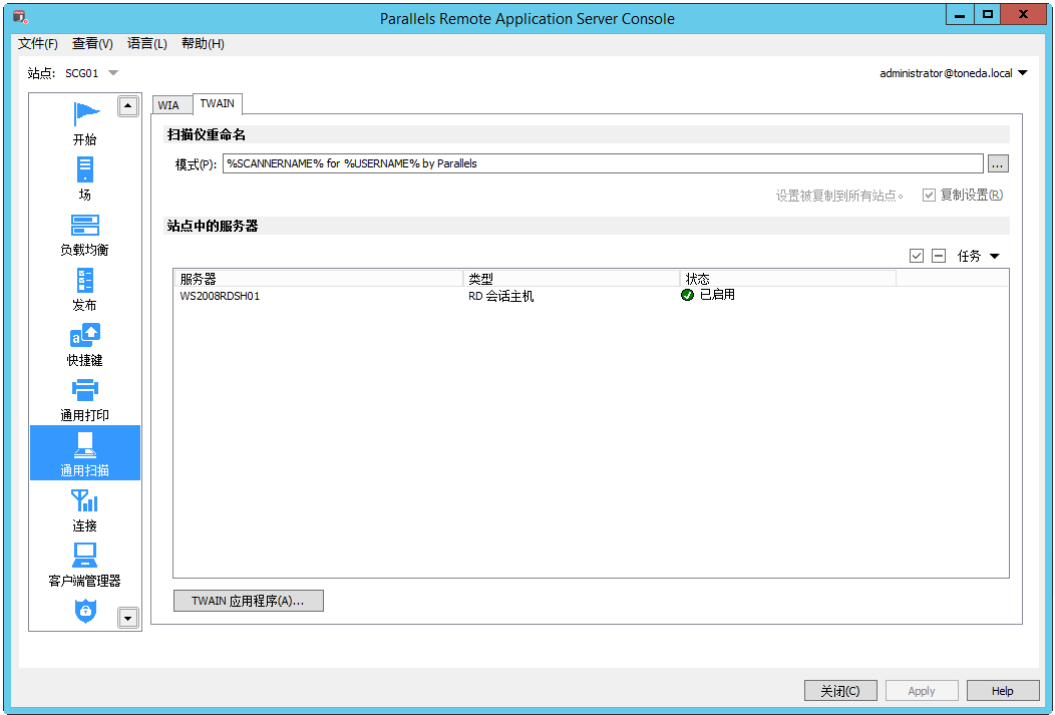 Parallels Remote Application Server Console
文件(F) 查看(V) 语言(L) 帮助(H)
站点: SCG01
administrator@toneda.local
开始
场
负载均衡
发布
快捷键
通用打印
通用扫描
连接
客户端管理器
WIA TWAIN
扫描仪重命名
模式(P): %SCANNERNAME% for %USERNAME% by Parallels ...
设置被复制到所有站点。 复制设置(R)
站点中的服务器
任务
服务器 类型 状态
WS2008RDSH01 RD 会话主机 已启用
TWAIN 应用程序(A)...
关闭(C) Apply Help